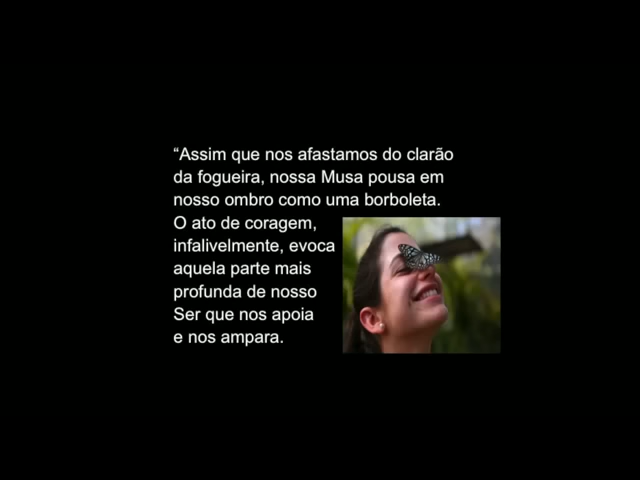 “Assim que nos afastamos do clarão
da fogueira, nossa Musa pousa em
nosso ombro como uma borboleta.
O ato de coragem,
infalivelmente, evoca
aquela parte mais
profunda de nosso
Ser que nos apoia
e nos ampara.